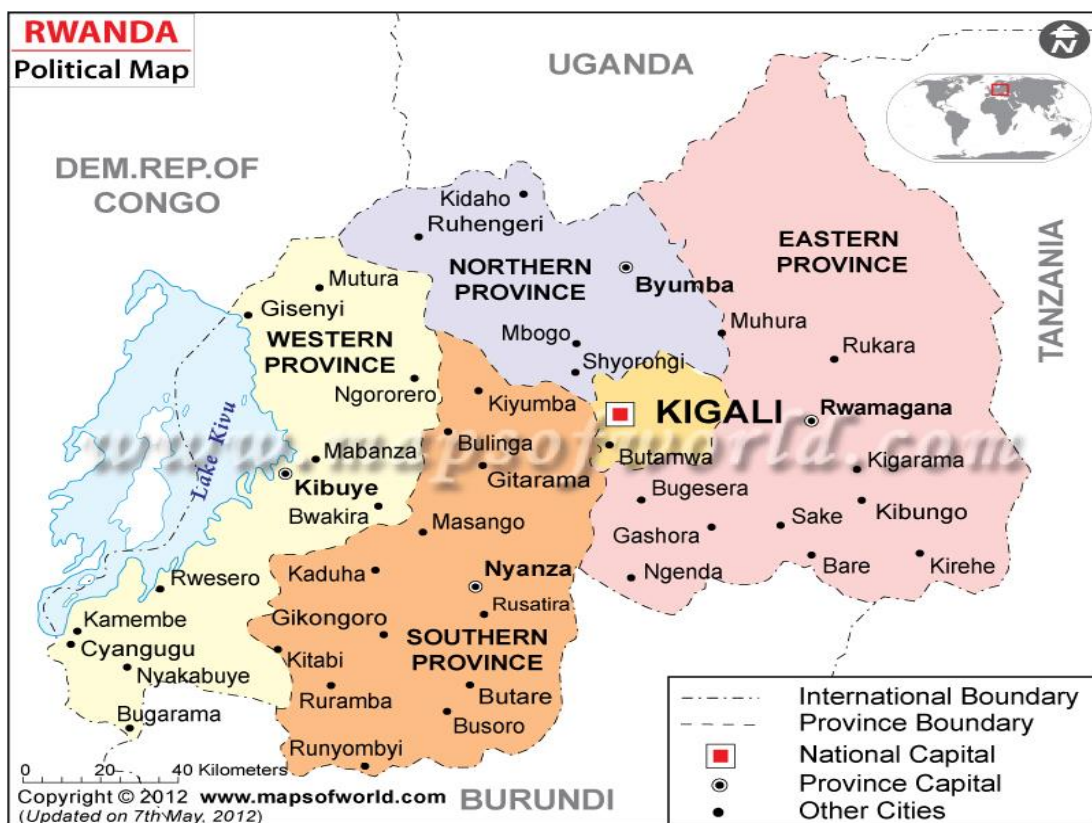 RWANDA
Political Map
N
UGANDA
DEM.REP.OF
CONGO
TANZANIA
BURUNDI
Kidaho
Ruhengeri
NORTHERN
PROVINCE
Byumba
Mbogo
Shyorongi
EASTERN
PROVINCE
Muhura
Rukara
Rwamagana
Kigarama
Bugesera
Kibungo
Gashora
Sake
Ngenda
Bare
Kirehe
KIGALI
Butamwa
Mutura
Gisenyi
WESTERN
PROVINCE
Ngororero
Lake Kivu
Mabanza
Kibuye
Bwakira
Rwesero
Kamembe
Cyangugu
Nyakabuye
Bugarama
Kiyumba
Bulinga
Gitarama
Masango
Kaduha
Nyanza
Rusatira
Gikongoro
SOUTHERN
PROVINCE
Kitabi
Ruramba
Butare
Busoro
Runyombyi
www.mapsofworld.com
International Boundary
Province Boundary
National Capital
Province Capital
Other Cities
0 20 40 Kilometers
Copyright © 2012 www.mapsofworld.com
(Updated on 7th May, 2012)